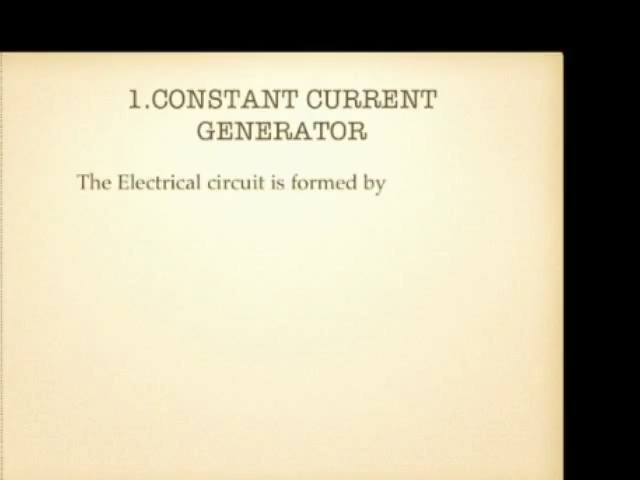 1.CONSTANT CURRENT
GENERATOR
The Electrical circuit is formed by